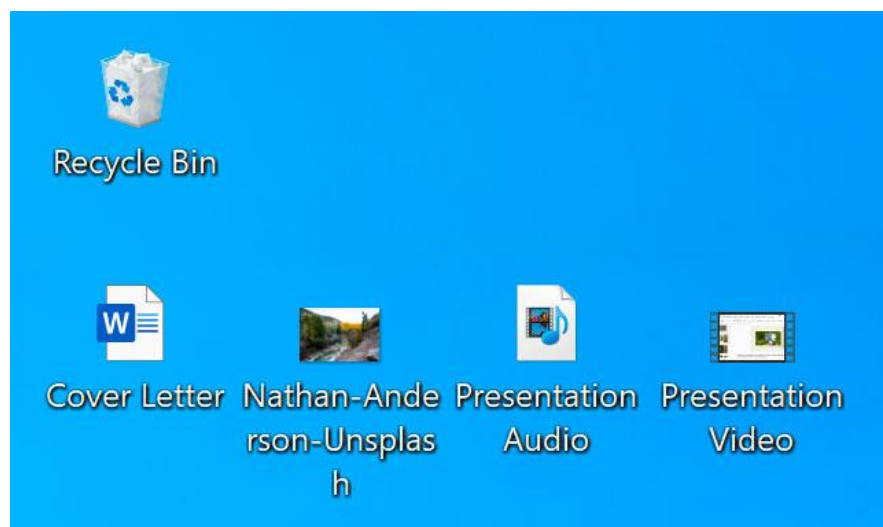 Recycle Bin
W
Cover Letter
Nathan-Ande
rson-Unsplas
h
Presentation
Audio
Presentation
Video